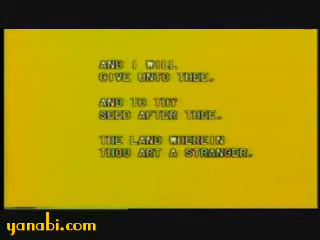 AND I WILL
GIVE UNTO THEE.
AND TO THY
SEED AFTER THEE.
THE LAND WHEREIN
THOU ART A STRANGER.
yanabi.com